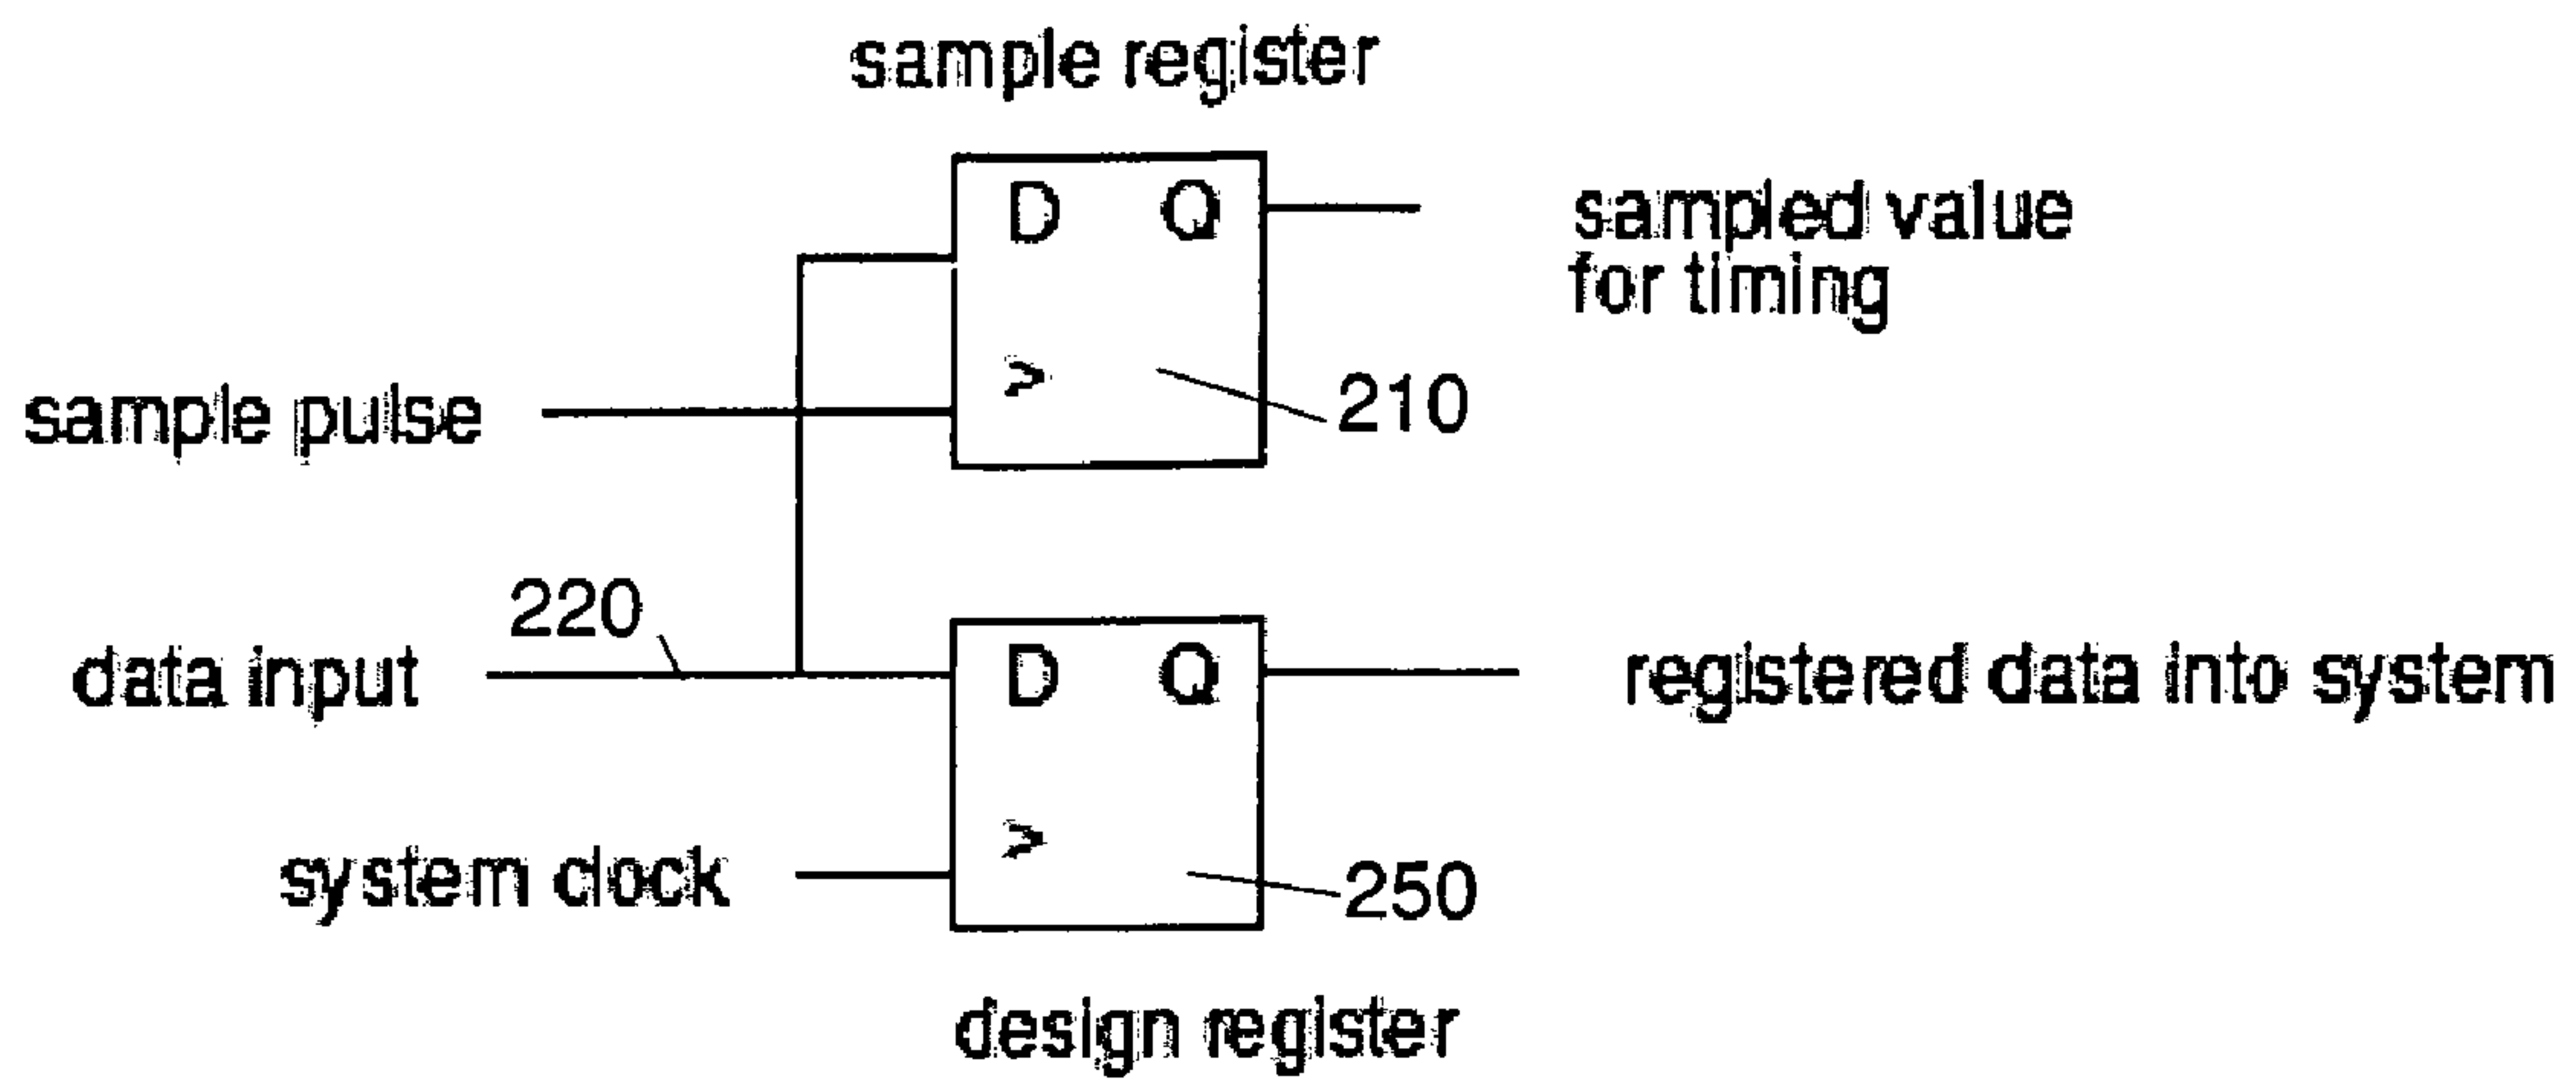 sample register
D Q
sampled value
for timing
>
210
sample pulse
220
data input
D Q
registered data into system
>
system clock
250
design register